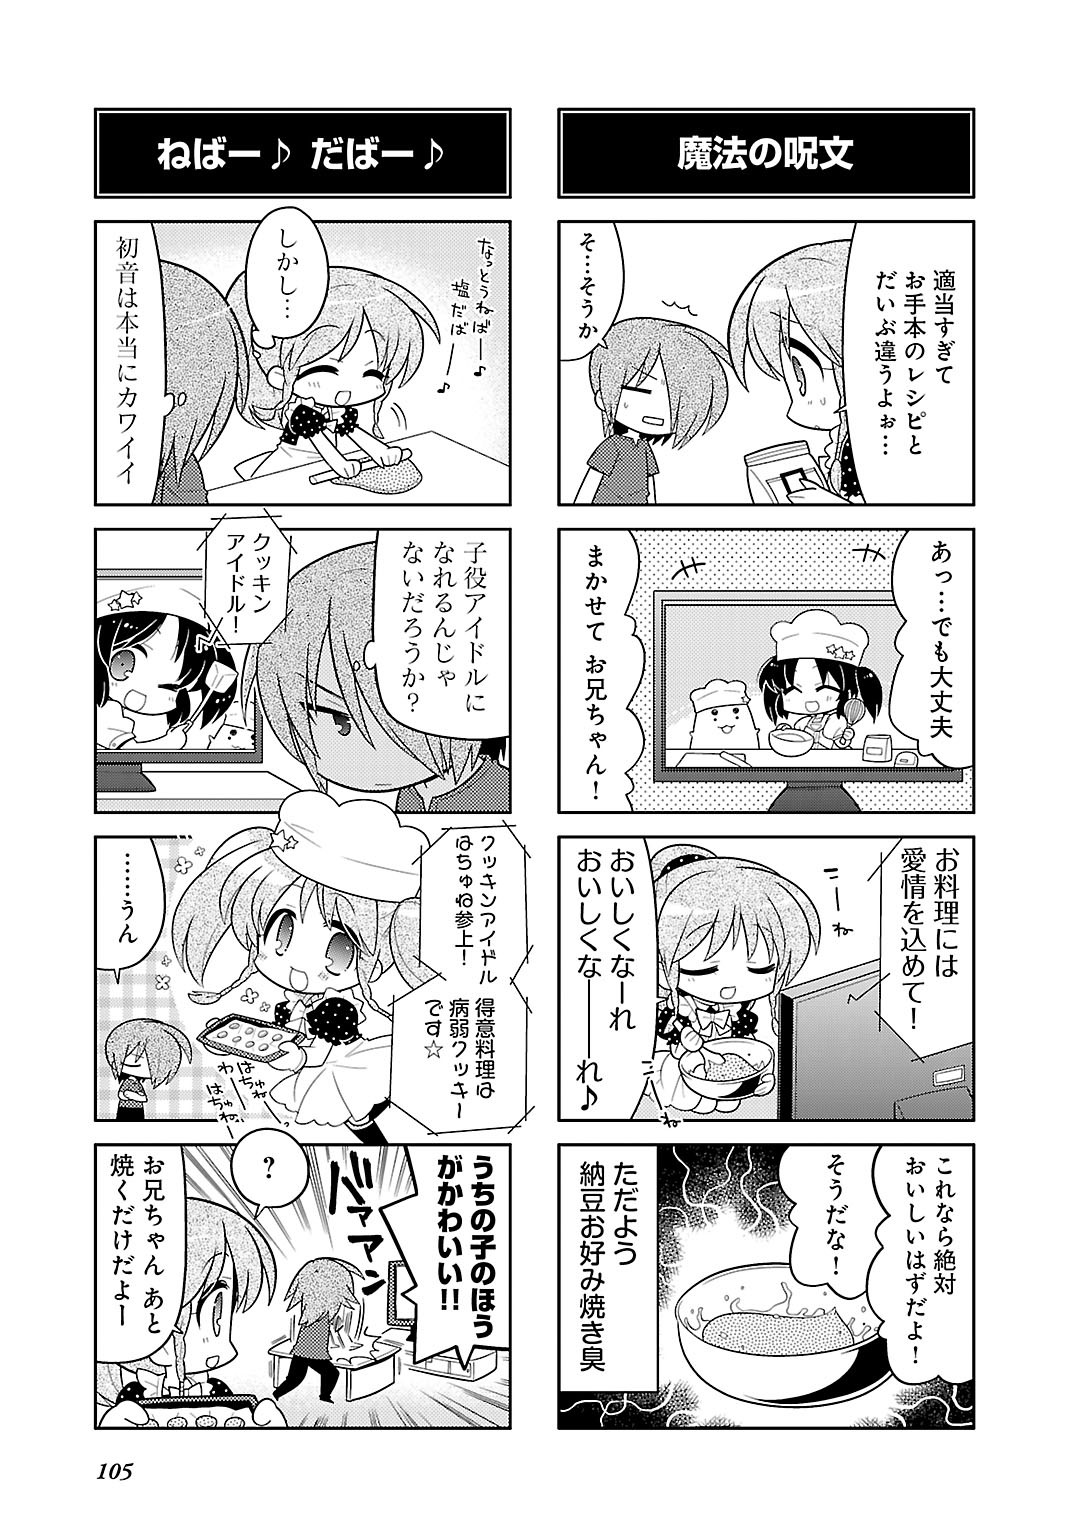 魔法の呪文
適当すぎて
お手本のレシピと
だいぶ違うよぉ…
そ…そうか
あっ…でも大丈夫
まかせて お兄ちゃん！
お料理には
愛情を込めて！
ねー
ねー
おいしくなーれ
おいしくな――れ♪
これなら絶対
おいしいはずだよ！
そうだな！
ただよう
納豆お好み焼き臭
ねばー♪ だばー♪
なっとうねばー
塩だばー♪
しかし…
初音は本当にカワイイ
子役アイドルに
なれるんじゃ
ないだろうか？
クッキン
アイドル！
クッキンアイドル
はちゅね参上！
得意料理は
病弱クッキー
です☆
はちゅねー
わー
はちゅねー
……うん
うちの子のほう
がかわいい!!
バァァン
？
お兄ちゃん あと
焼くだけだよー
105